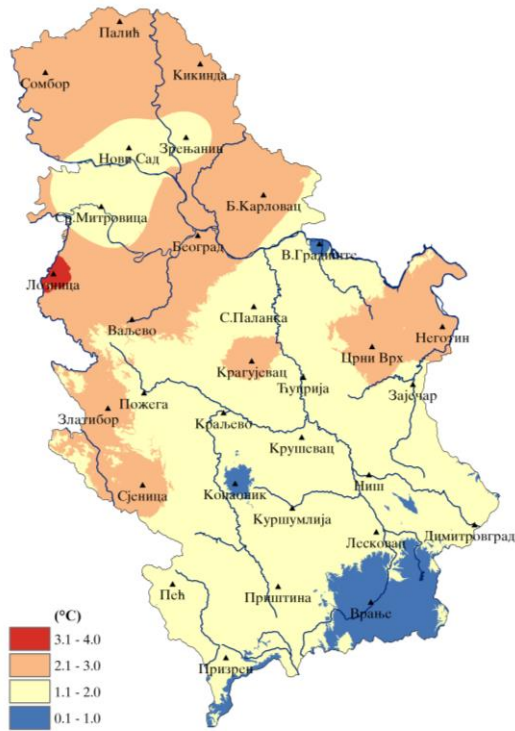 Палић
Сомбор
Кикинда
Зрењанин
Нови Сад
Б.Карловац
Ср.Митровица
Београд
В.Градиште
Лозница
С.Паланка
Ваљево
Неготин
Црни Врх
Крагујевац
Ћуприја
Зајечар
Пожега
Златибор
Краљево
Крушевац
Ниш
Сјеница
Копаоник
Куршумлија
Димитровград
Лесковац
Пећ
Приштина
Врање
Призрен
(°C)
3.1 - 4.0
2.1 - 3.0
1.1 - 2.0
0.1 - 1.0